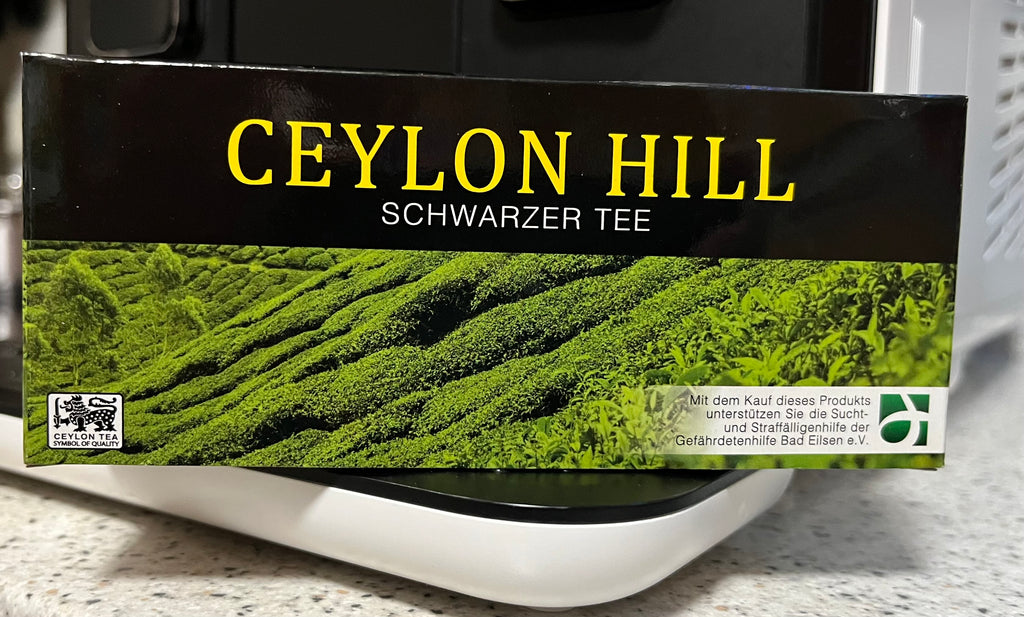 CEYLON HILL
SCHWARZER TEE
CEYLON TEA
SYMBOL OF QUALITY
Mit dem Kauf dieses Produkts
unterstützen Sie die Sucht-
und Straffälligenhilfe der
Gefährdetenhilfe Bad Eilsen e.V.